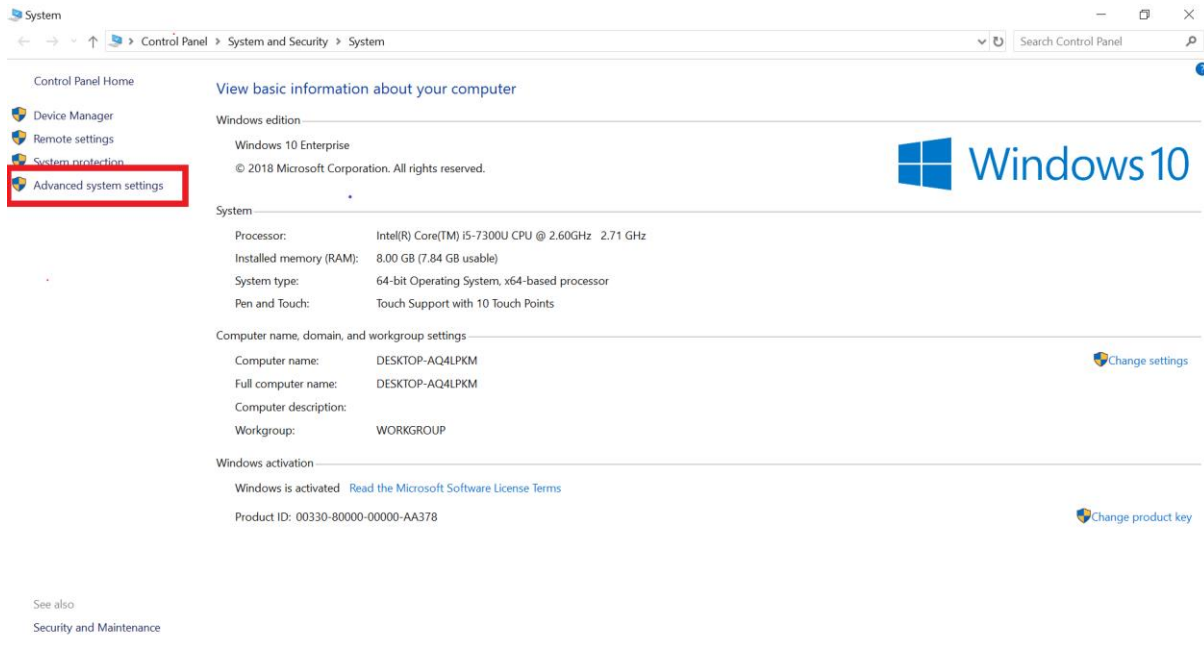 System
Control Panel > System and Security > System
Search Control Panel
Control Panel Home
Device Manager
Remote settings
System protection
Advanced system settings
View basic information about your computer
Windows edition
Windows 10 Enterprise
© 2018 Microsoft Corporation. All rights reserved.
Windows 10
System
Processor: Intel(R) Core(TM) i5-7300U CPU @ 2.60GHz 2.71 GHz
Installed memory (RAM): 8.00 GB (7.84 GB usable)
System type: 64-bit Operating System, x64-based processor
Pen and Touch: Touch Support with 10 Touch Points
Computer name, domain, and workgroup settings
Computer name: DESKTOP-AQ4LPKM
Change settings
Full computer name: DESKTOP-AQ4LPKM
Computer description:
Workgroup: WORKGROUP
Windows activation
Windows is activated Read the Microsoft Software License Terms
Product ID: 00330-80000-00000-AA378
Change product key
See also
Security and Maintenance